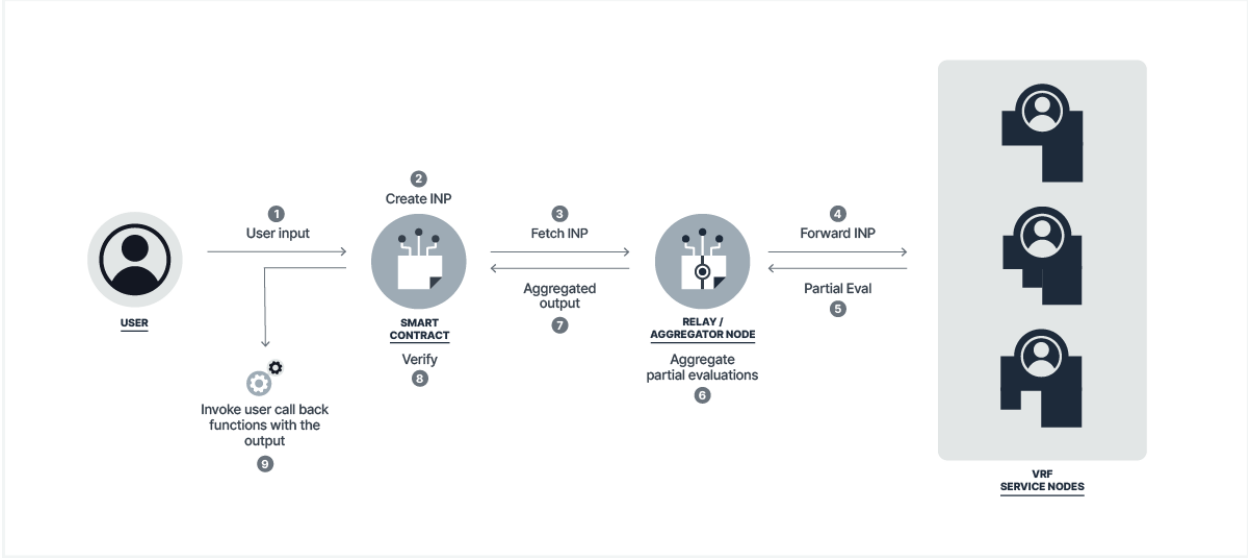 1
User input
2
Create INP
3
Fetch INP
4
Forward INP
USER
SMART
CONTRACT
Verify
8
Aggregated
output
7
RELAY /
AGGREGATOR NODE
Aggregate
partial evaluations
6
Partial Eval
5
Invoke user call back
functions with the
output
9
VRF
SERVICE NODES